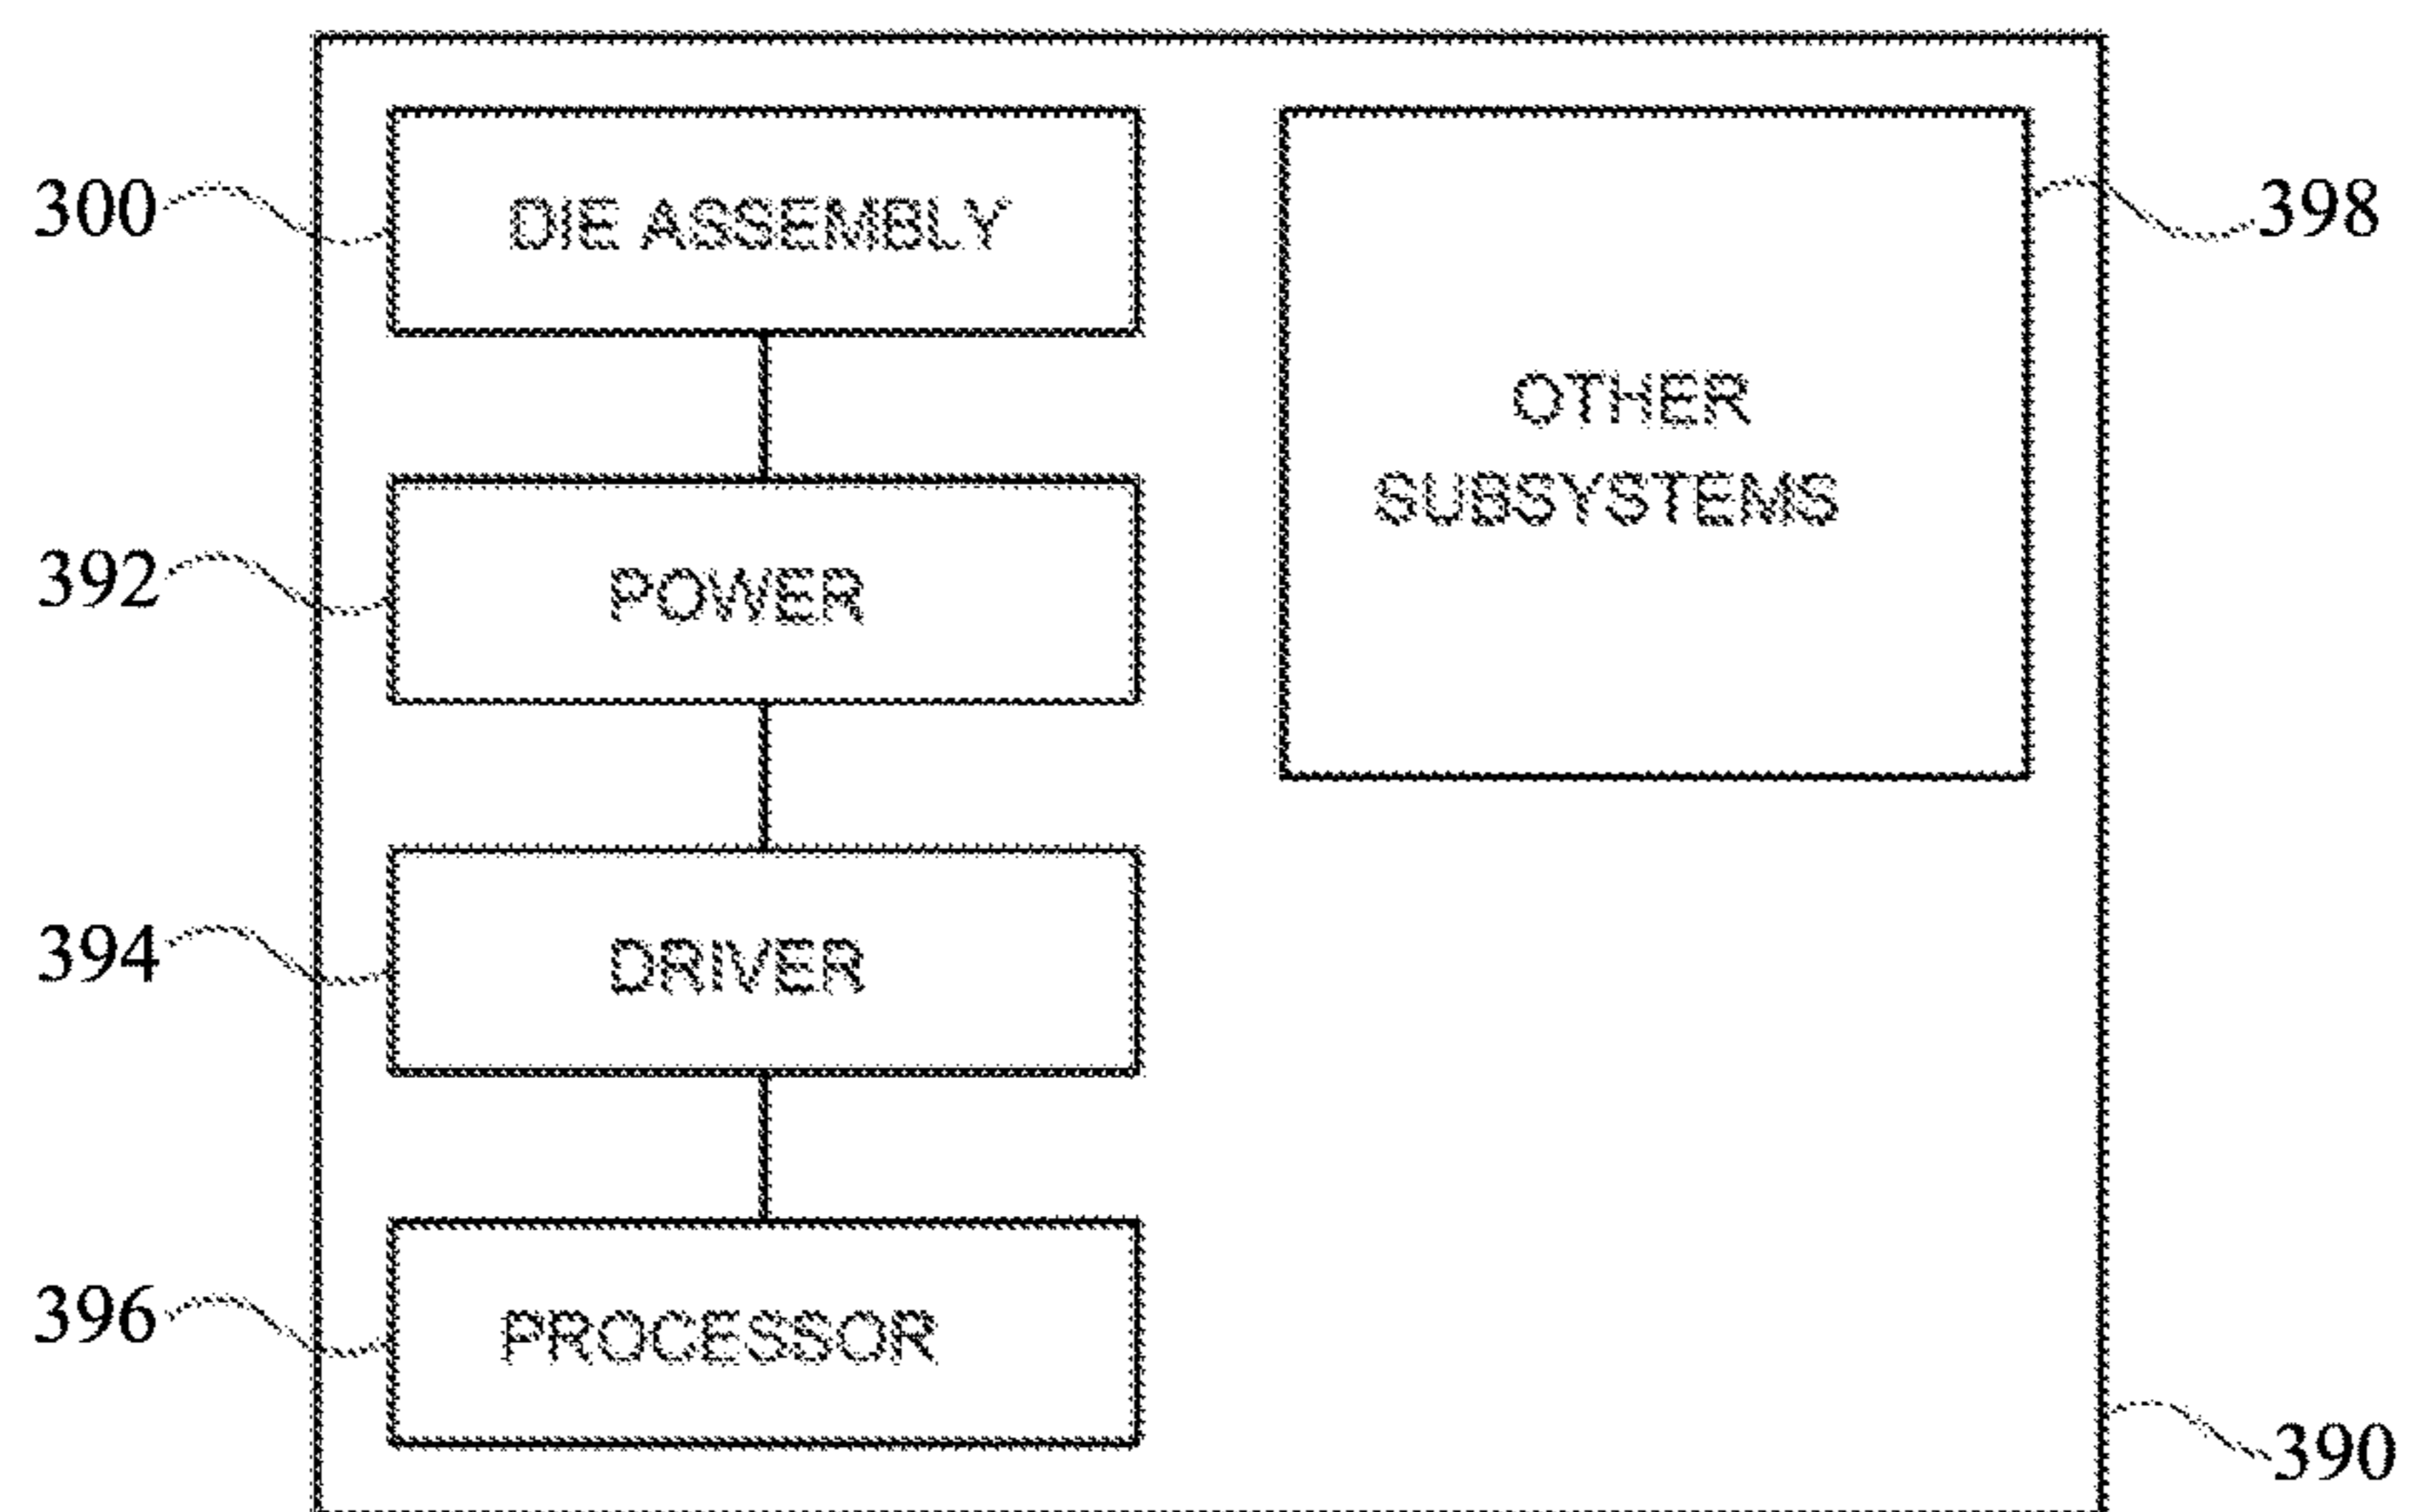 300
DIE ASSEMBLY
398
OTHER
SUBSYSTEMS
392
POWER
394
DRIVER
396
PROCESSOR
390